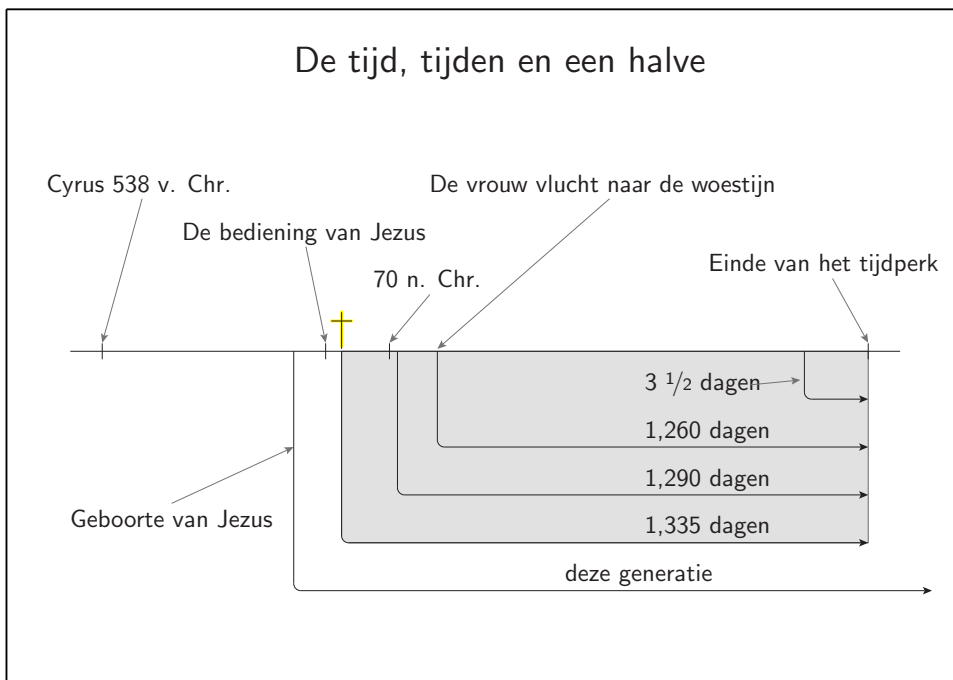 De tijd, tijden en een halve
Cyrus 538 v. Chr.
De vrouw vlucht naar de woestijn
De bediening van Jezus
Einde van het tijdperk
70 n. Chr.
3 1/2 dagen
1,260 dagen
1,290 dagen
Geboorte van Jezus
1,335 dagen
deze generatie